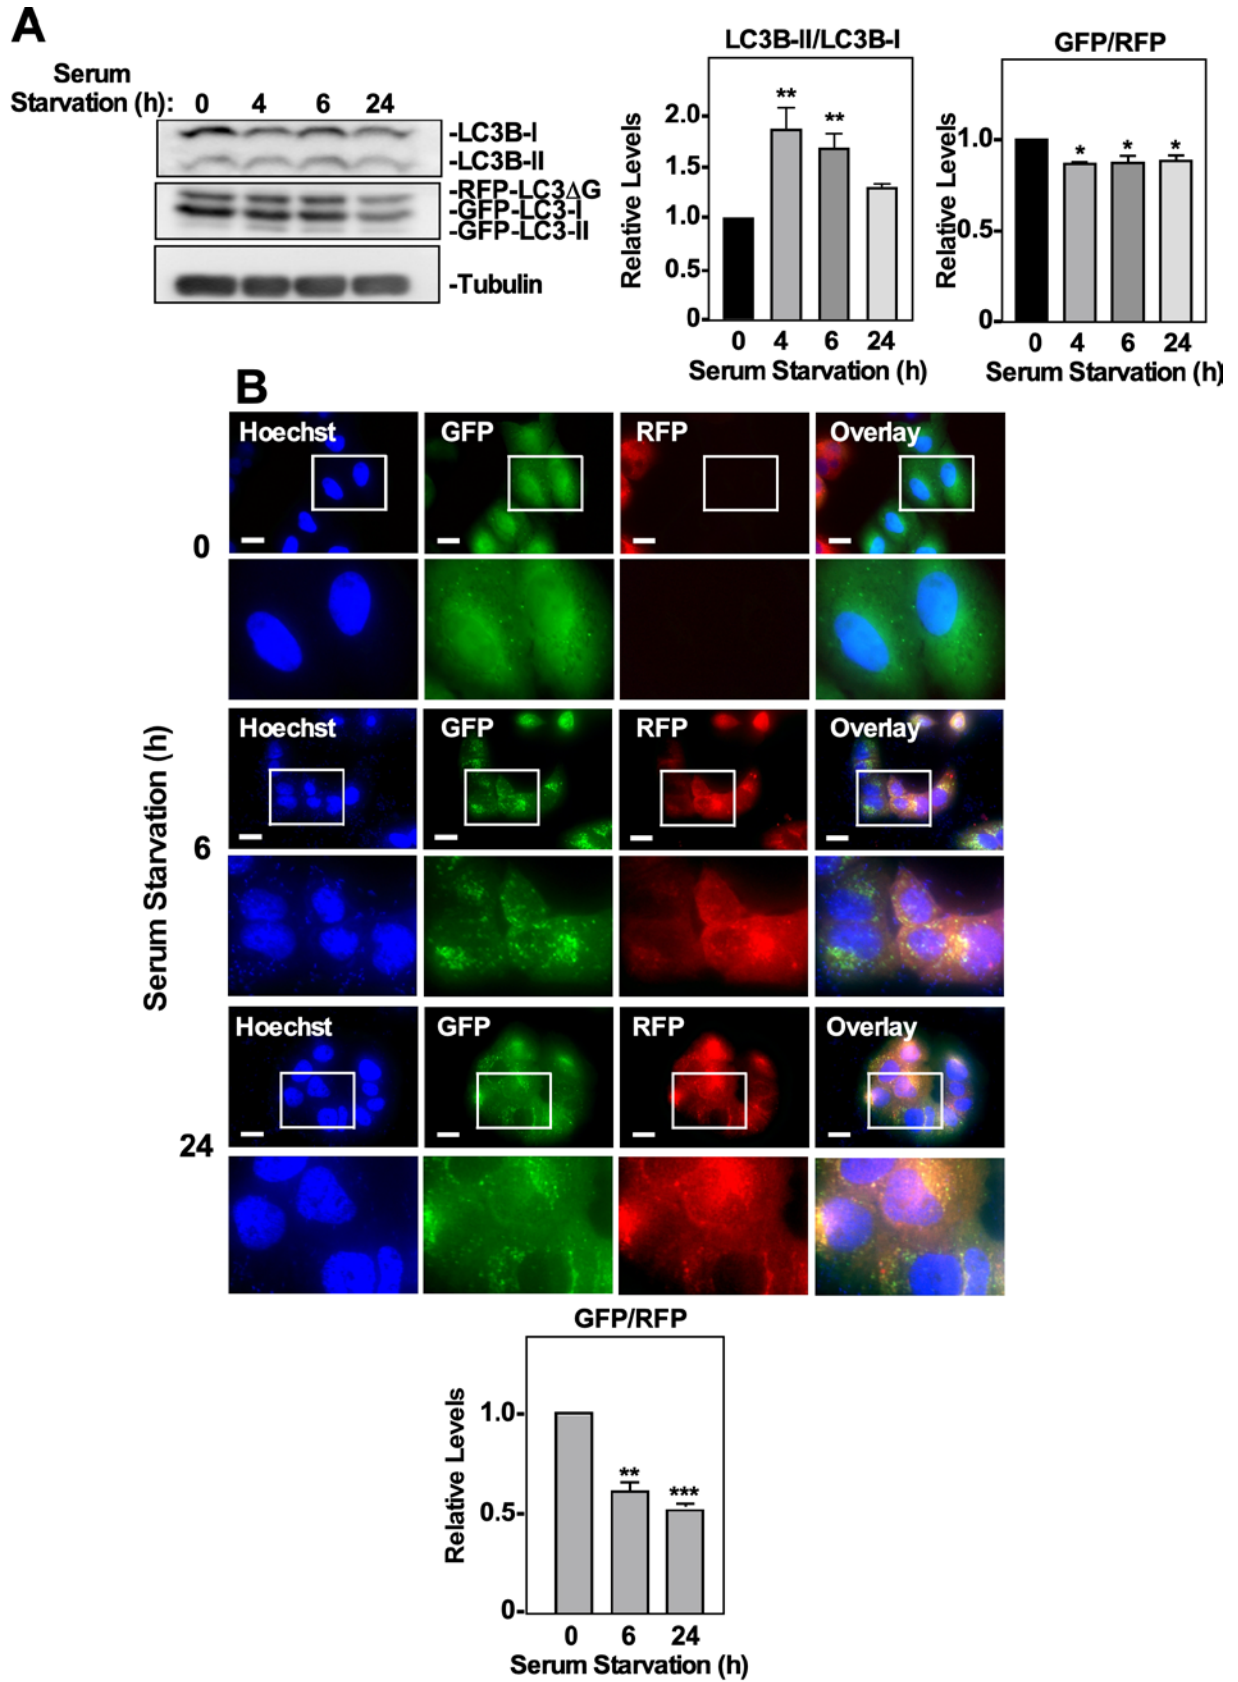 A
Serum
Starvation (h): 0 4 6 24
-LC3B-I
-LC3B-II
-RFP-LC3ΔG
-GFP-LC3-I
-GFP-LC3-II
-Tubulin
LC3B-II/LC3B-I
Relative Levels
2.0
1.5
1.0
0.5
0
** **
0 4 6 24
Serum Starvation (h)
GFP/RFP
Relative Levels
1.0
0.5
0
* * *
0 4 6 24
Serum Starvation (h)
B
Serum Starvation (h)
Hoechst GFP RFP Overlay
0
Hoechst GFP RFP Overlay
6
Hoechst GFP RFP Overlay
24
GFP/RFP
Relative Levels
1.0
0.5
0
** ***
0 6 24
Serum Starvation (h)